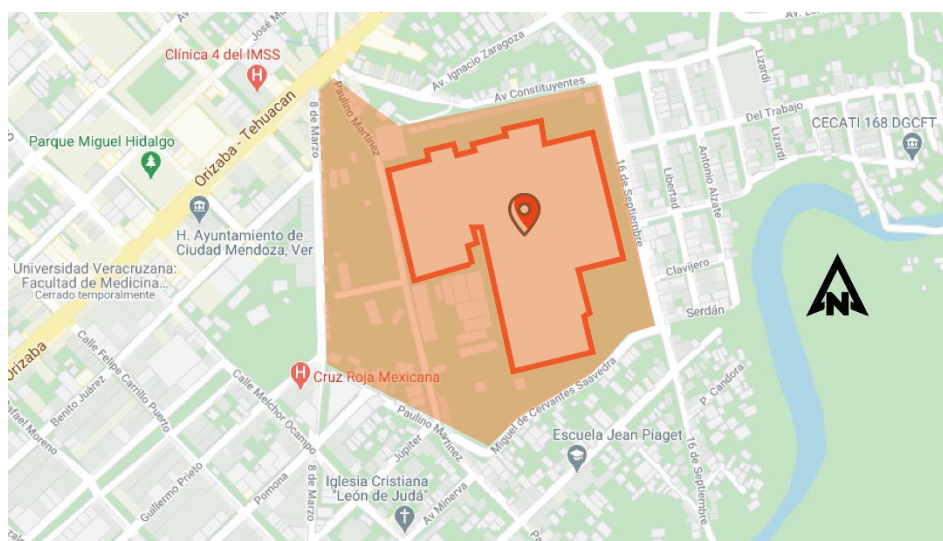 José Ma
Av. Ignacio Zaragoza
Av. L
Clínica 4 del IMSS
Lizardi
Paulino Martínez
Av Constituyentes
8 de Marzo
Orizaba - Tehuacan
Del Trabajo
CECATI 168 DGCFT
Parque Miguel Hidalgo
Lizardi
16 de Septiembre
Libertad
Antonio Alzate
H. Ayuntamiento de
Ciudad Mendoza, Ver
Universidad Veracruzana:
Facultad de Medicina...
Cerrado temporalmente
Clavijero
N
Serdán
Orizaba
Calle Felipe Carrillo Puerto
Benito Juárez
Rafael Moreno
Cruz Roja Mexicana
Calle Melchor Ocampo
Miguel de Cervantes Saavedra
P. Candora
Paulino Martínez
Júpiter
Escuela Jean Piaget
16 de Septiembre
Guillermo Prieto
Pomona
8 de Marzo
Iglesia Cristiana
"León de Judá"
Av Minerva
Pa